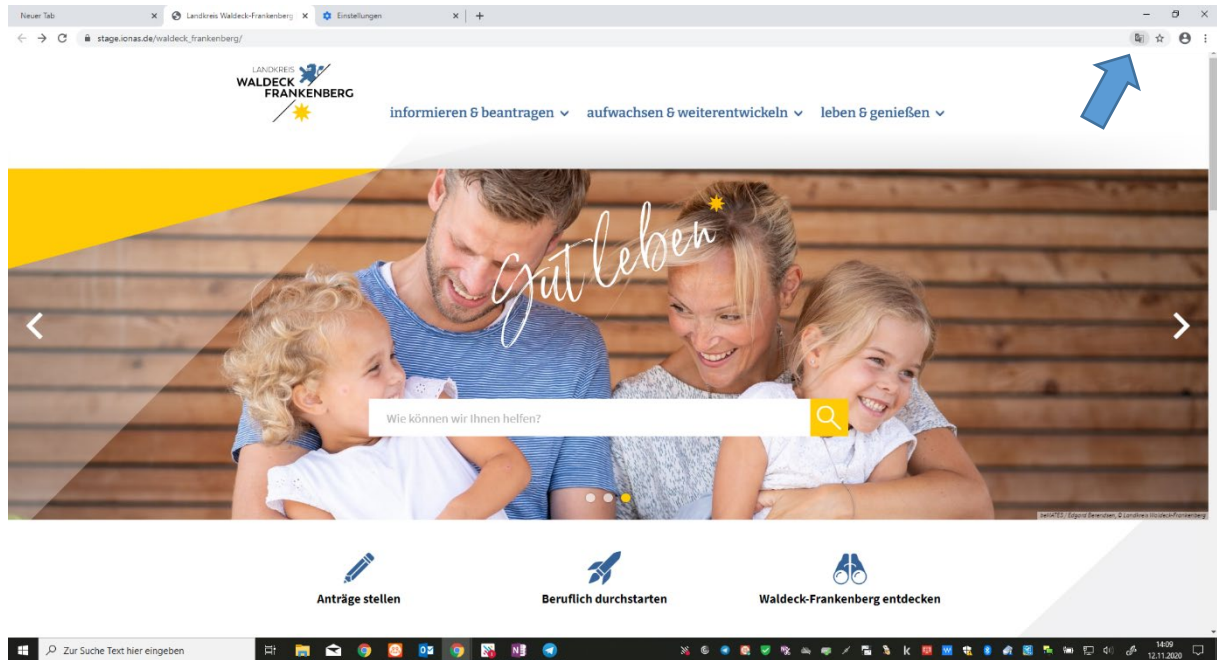 Neuer Tab
Landkreis Waldeck-Frankenberg
Einstellungen
stage.ionas.de/waldeck_frankenberg/
LANDKREIS
WALDECK
FRANKENBERG
informieren & beantragen
aufwachsen & weiterentwickeln
leben & genießen
Gut leben
Wie können wir Ihnen helfen?
Anträge stellen
Beruflich durchstarten
Waldeck-Frankenberg entdecken
Zur Suche Text hier eingeben
14:09
12.11.2020